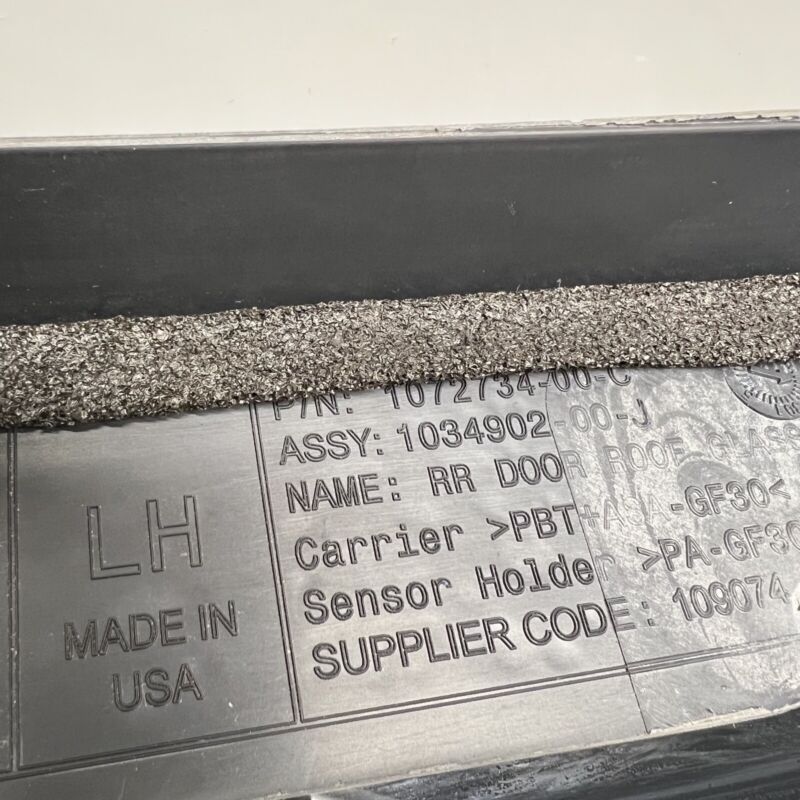 LH
MADE IN
USA
P/N: 1072734-00-C
ASSY: 1034902-00-J
NAME: RR DOOR ROOF GLASS
Carrier >PBT+ASA-GF30<
Sensor Holder >PA-GF30
SUPPLIER CODE: 109074